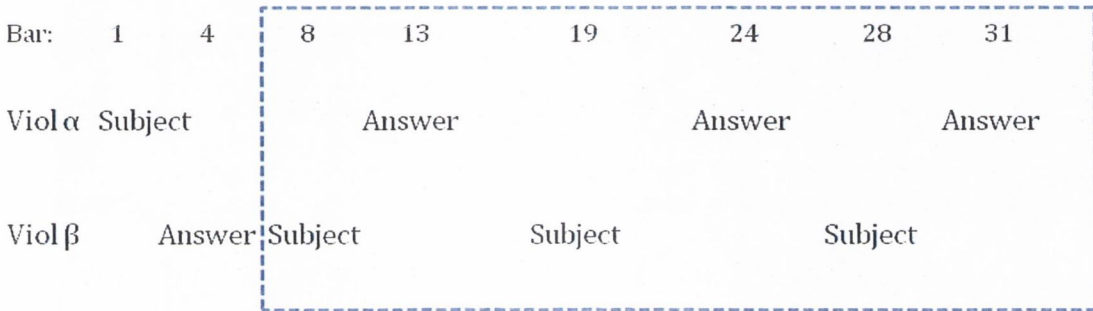 Bar: 1 4 8 13 19 24 28 31
Viol α Subject Answer Answer Answer
Viol β Answer Subject Subject Subject